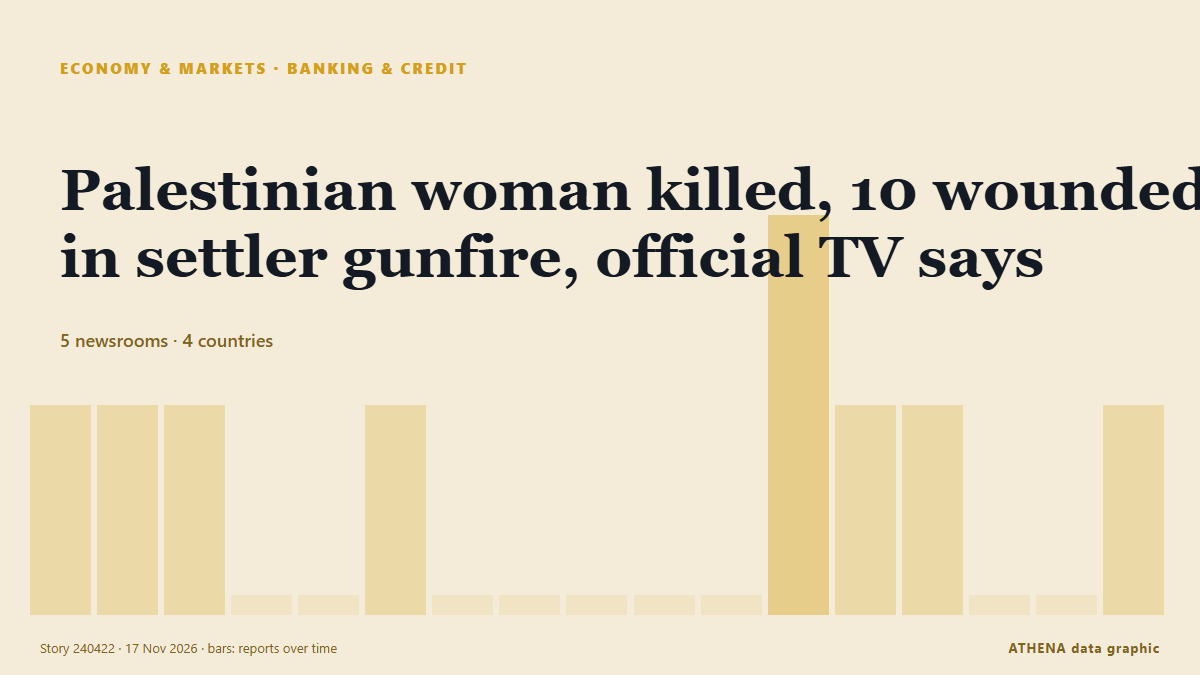 ECONOMY & MARKETS · BANKING & CREDIT
Palestinian woman killed, 10 wounded
in settler gunfire, official TV says
5 newsrooms · 4 countries
Story 240422 · 17 Nov 2026 · bars: reports over time
ATHENA data graphic